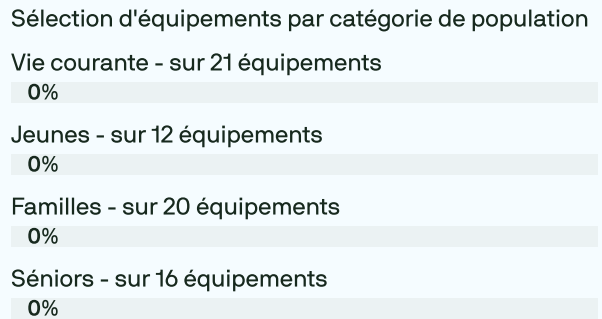 Sélection d'équipements par catégorie de population
Vie courante - sur 21 équipements
0%
Jeunes - sur 12 équipements
0%
Familles - sur 20 équipements
0%
Séniors - sur 16 équipements
0%